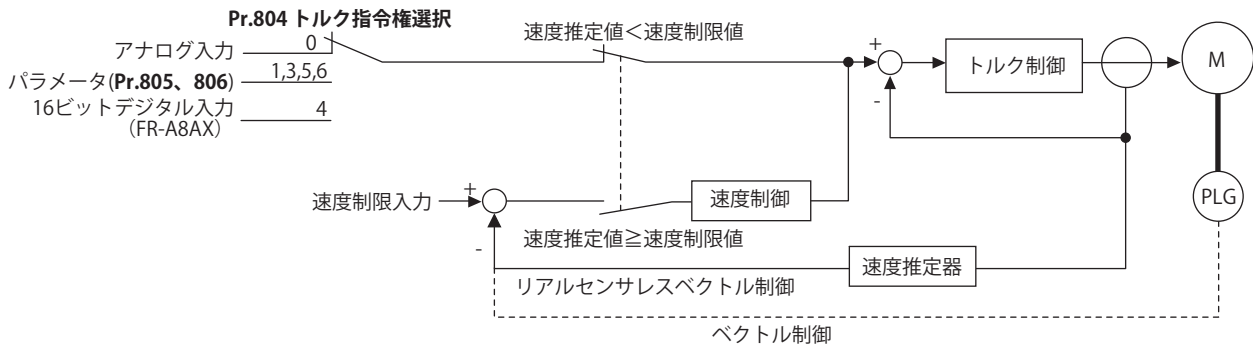 Pr.804 トルク指令権選択
アナログ入力
0
パラメータ(Pr.805、806)
1,3,5,6
16ビットデジタル入力
4
(FR-A8AX)
速度推定値<速度制限値
+
-
トルク制御
M
PLG
速度制限入力
+
-
速度制御
速度推定値≧速度制限値
速度推定器
リアルセンサレスベクトル制御
ベクトル制御